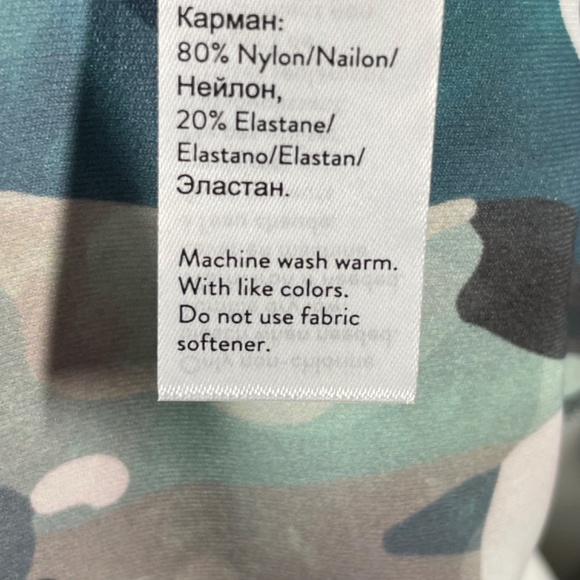 Карман:
80% Nylon/Nailon/
Нейлон,
20% Elastane/
Elastano/Elastan/
Эластан.
Machine wash warm.
With like colors.
Do not use fabric
softener.